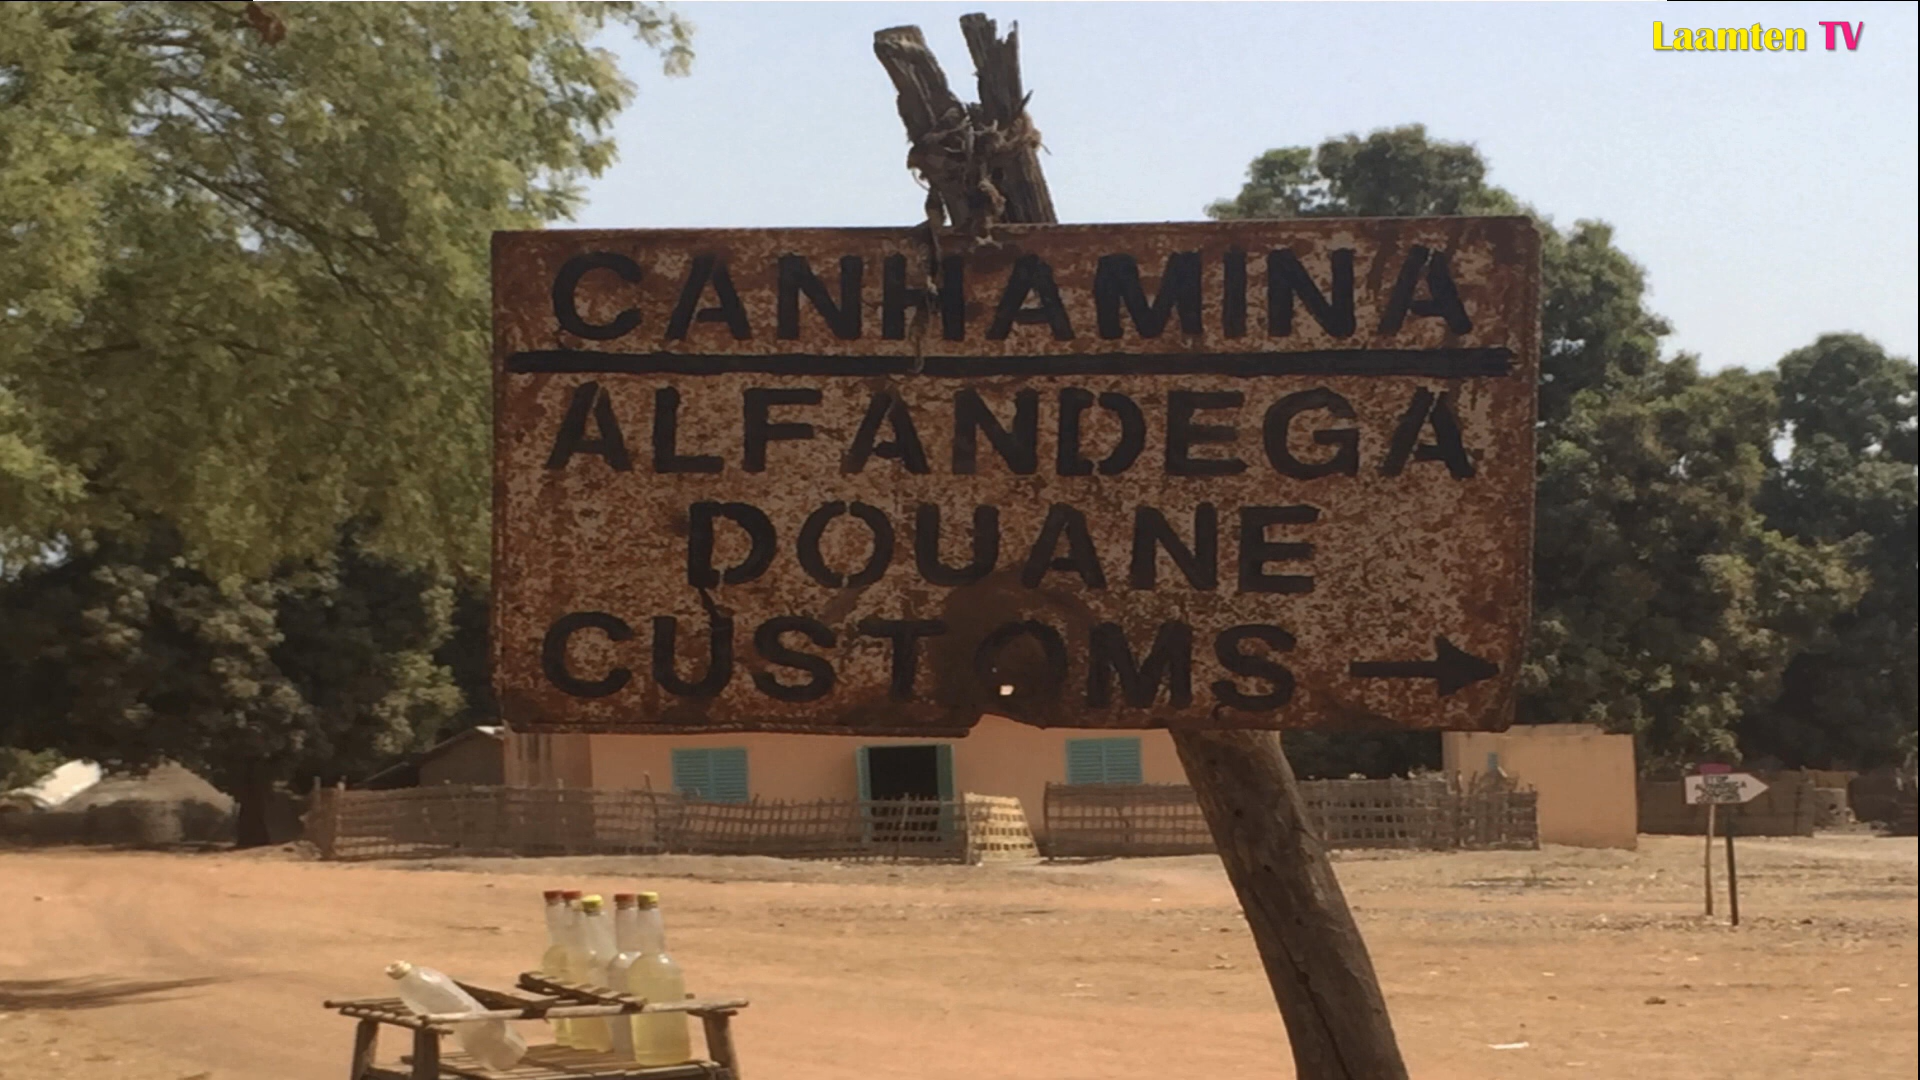 Laamten TV
CANHAMINA
ALFANDEGA
DOUANE
CUSTOMS →